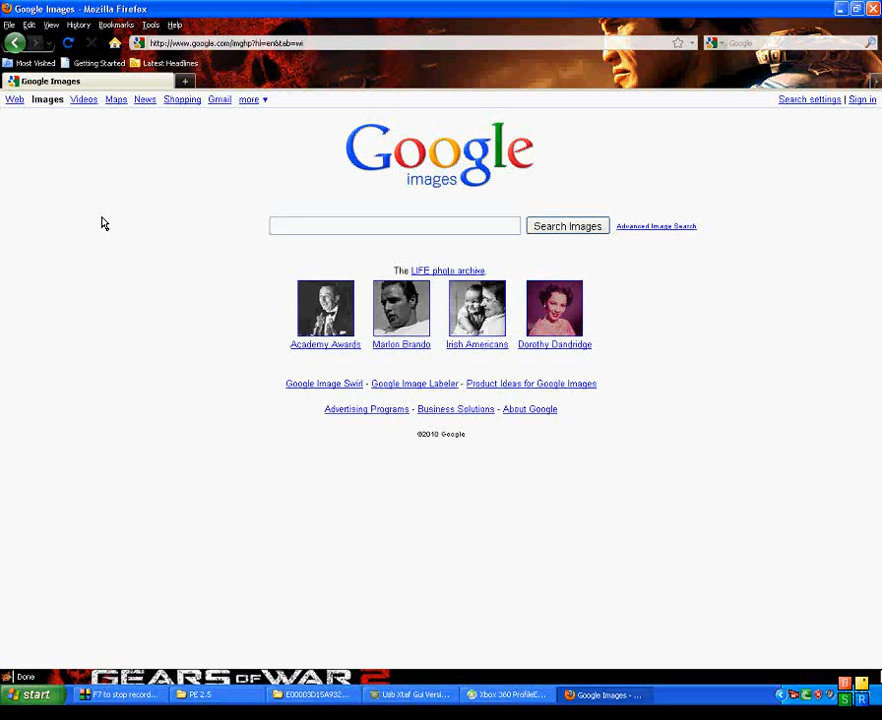 Google Images - Mozilla Firefox
File Edit View History Bookmarks Tools Help
http://www.google.com/imghp?hl=en&tab=wi
Google
Most Visited Getting Started Latest Headlines
Google Images
Web Images Videos Maps News Shopping Gmail more ▼
Search settings | Sign in
Google
images
Search Images
Advanced Image Search
The LIFE photo archive.
Academy Awards Marlon Brando Irish Americans Dorothy Dandridge
Google Image Swirl - Google Image Labeler - Product Ideas for Google Images
Advertising Programs - Business Solutions - About Google
©2010 Google
Done
GEARS OF WAR 2
start
F7 to stop record...
PE 2.5
E00003D15A932...
Usb Xtaf Gui Versi...
Xbox 360 ProfileE...
Google Images - ...
B
S R